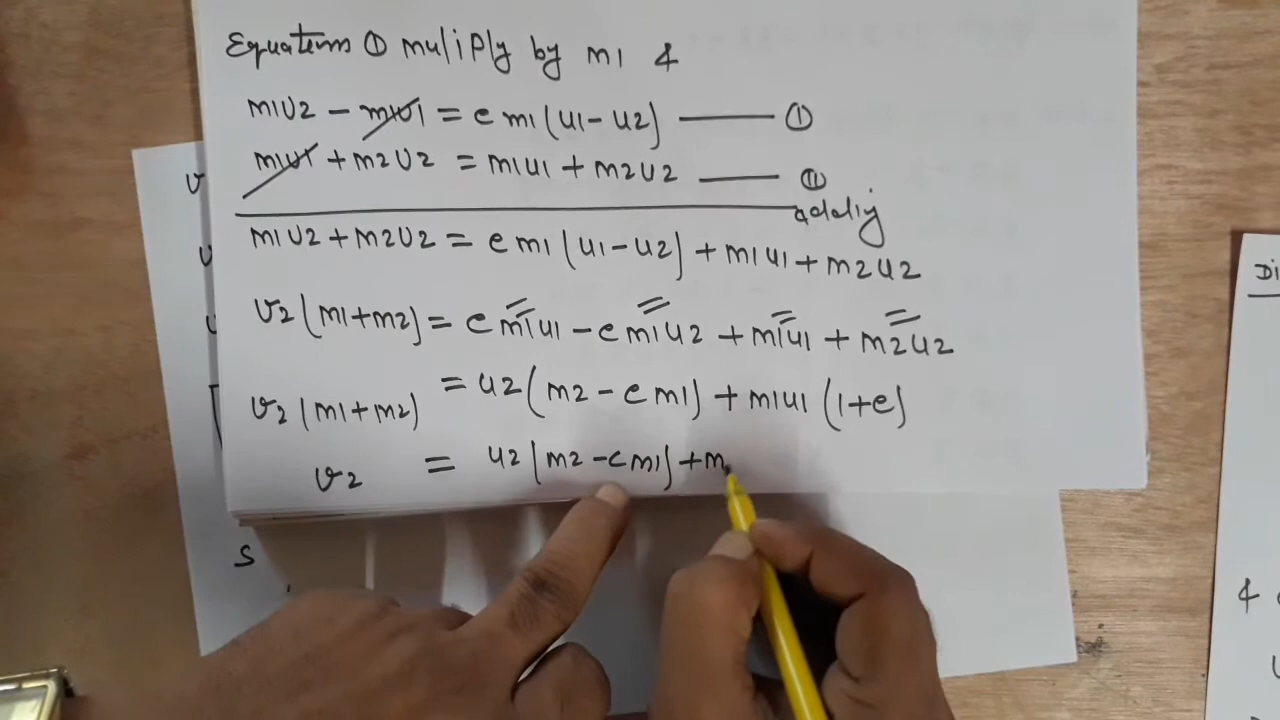 Equations ① muliply by m1 &
m1v2 - m1v1 = e m1 (u1 - u2) ——— ①
m1v1 + m2v2 = m1u1 + m2u2 ——— ⑪
adding
m1v2 + m2v2 = e m1 (u1 - u2) + m1u1 + m2u2
v2 (m1+m2) = e m1u1 - e m1u2 + m1u1 + m2u2
v2 (m1+m2) = u2 (m2 - e m1) + m1u1 (1+e)
v2 = u2 (m2 - e m1) + m
s
Di
&